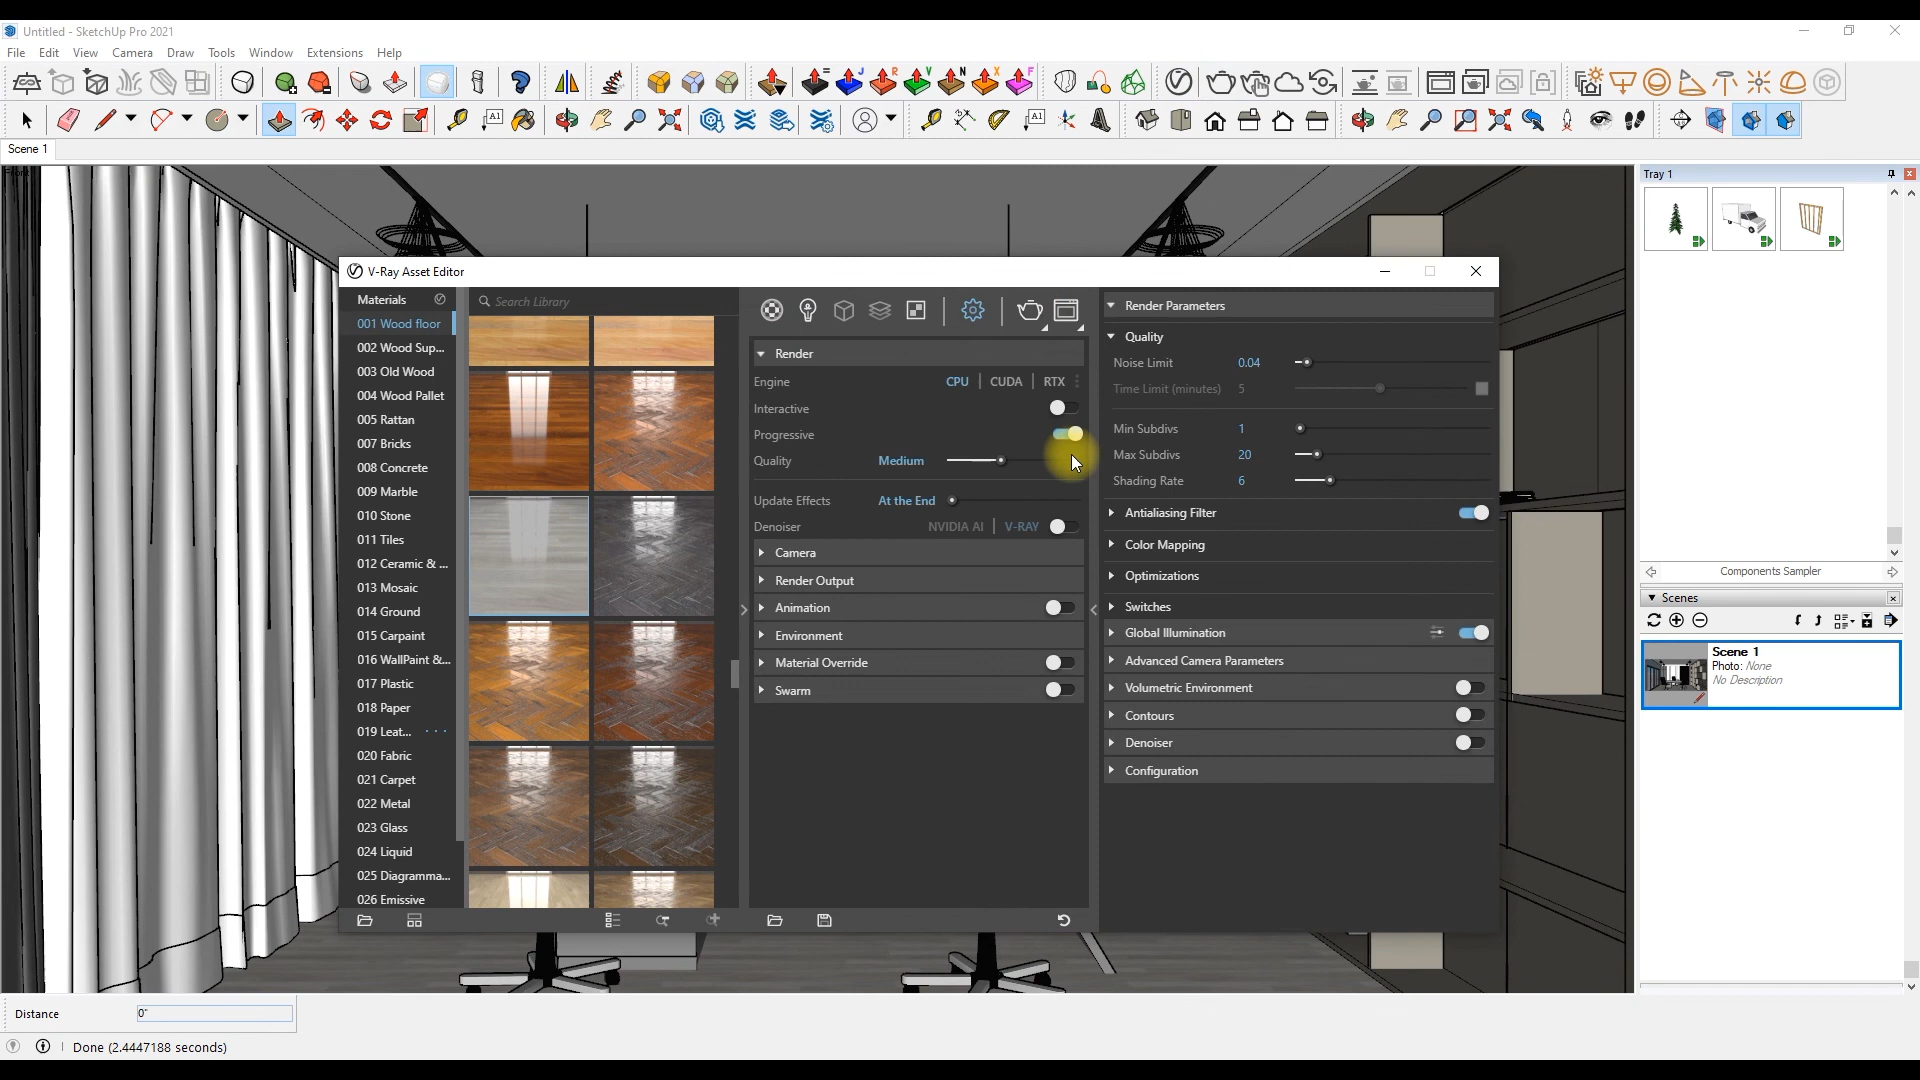 Untitled - SketchUp Pro 2021
File Edit View Camera Draw Tools Window Extensions Help
Scene 1
Front
Tray 1
V-Ray Asset Editor
Materials
Search Library
001 Wood floor
002 Wood Sup...
003 Old Wood
004 Wood Pallet
005 Rattan
007 Bricks
008 Concrete
009 Marble
010 Stone
011 Tiles
012 Ceramic & ...
013 Mosaic
014 Ground
015 Carpaint
016 WallPaint &...
017 Plastic
018 Paper
019 Leat... ...
020 Fabric
021 Carpet
022 Metal
023 Glass
024 Liquid
025 Diagramma...
026 Emissive
Render
Engine CPU CUDA RTX
Interactive
Progressive
Quality Medium
Update Effects At the End
Denoiser NVIDIA AI V-RAY
Camera
Render Output
Animation
Environment
Material Override
Swarm
Render Parameters
Quality
Noise Limit 0.04
Time Limit (minutes) 5
Min Subdivs 1
Max Subdivs 20
Shading Rate 6
Antialiasing Filter
Color Mapping
Optimizations
Switches
Global Illumination
Advanced Camera Parameters
Volumetric Environment
Contours
Denoiser
Configuration
Components Sampler
Scenes
Scene 1
Photo: None
No Description
Distance 0"
Done (2.4447188 seconds)